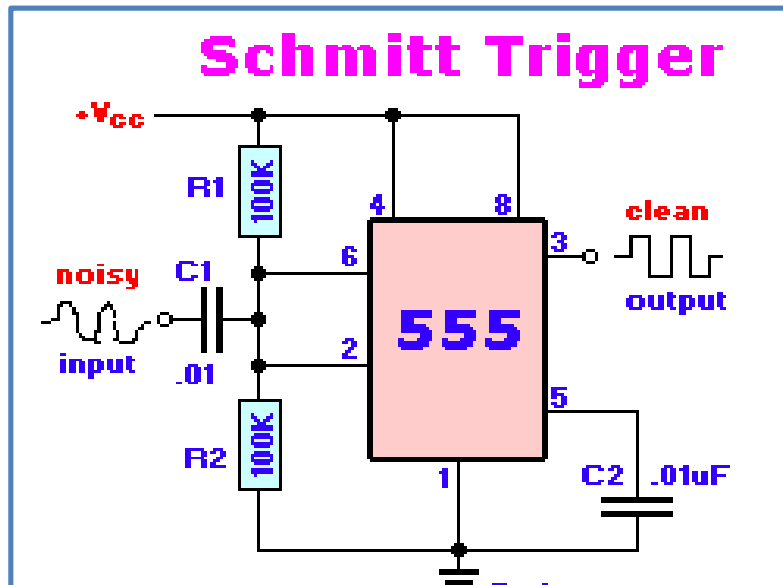 Schmitt Trigger
+Vcc
R1
100K
4
8
clean
3
6
noisy
C1
output
555
2
input
.01
5
R2
100K
1
C2
.01uF